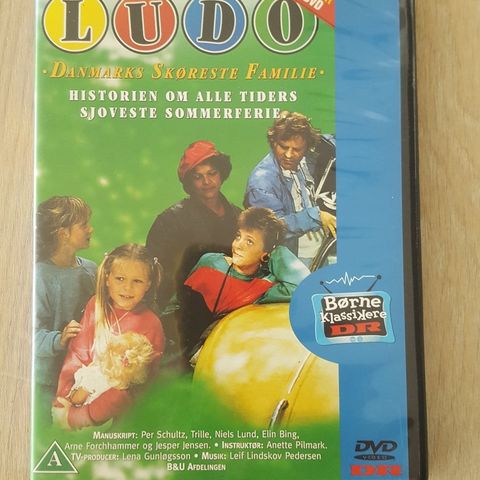 LUDO
DVD
DANMARKS SKØRESTE FAMILIE
HISTORIEN OM ALLE TIDERS
SJOVESTE SOMMERFERIE
Børne
Klassikere
DR
MANUSKRIPT: PER SCHULTZ, TRILLE, NIELS LUND, ELIN BING,
ARNE FORCHHAMMER OG JESPER JENSEN. • INSTRUKTØR: ANETTE PILMARK.
TV-PRODUCER: LENA GUNLØGSSON • MUSIK: LEIF LINDSKOV PEDERSEN
B&U AFDELINGEN
A
DVD
VIDEO
DR